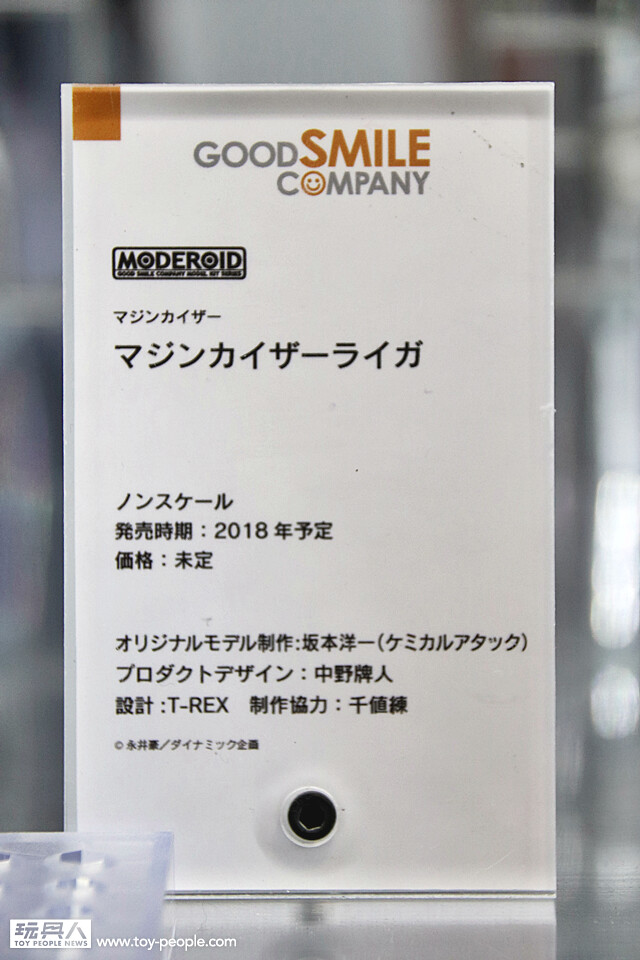 GOODSMILE
COMPANY
MODEROID
GOOD SMILE COMPANY MODEL KIT SERIES
マジンカイザー
マジンカイザーライガ
ノンスケール
発売時期：2018年予定
価格：未定
オリジナルモデル制作:坂本洋一(ケミカルアタック)
プロダクトデザイン：中野牌人
設計:T-REX 制作協力：千値練
©永井豪／ダイナミック企画
玩具人
TOY PEOPLE NEWS
www.toy-people.com